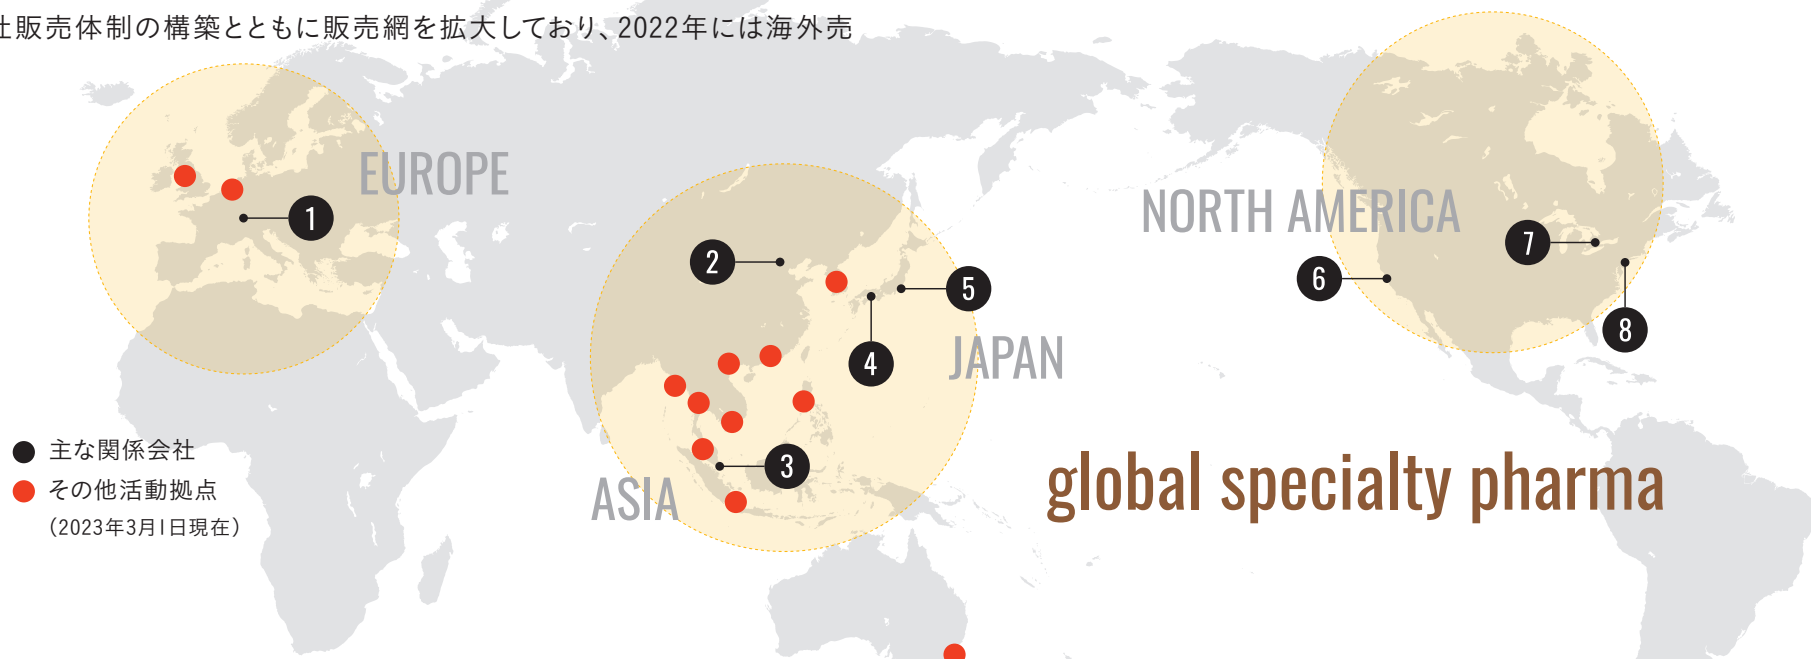 社販売体制の構築とともに販売網を拡大しており、2022年には海外売
EUROPE
1
2
5
4
JAPAN
3
ASIA
NORTH AMERICA
7
6
8
● 主な関係会社
● その他活動拠点
（2023年3月1日現在）
global specialty pharma